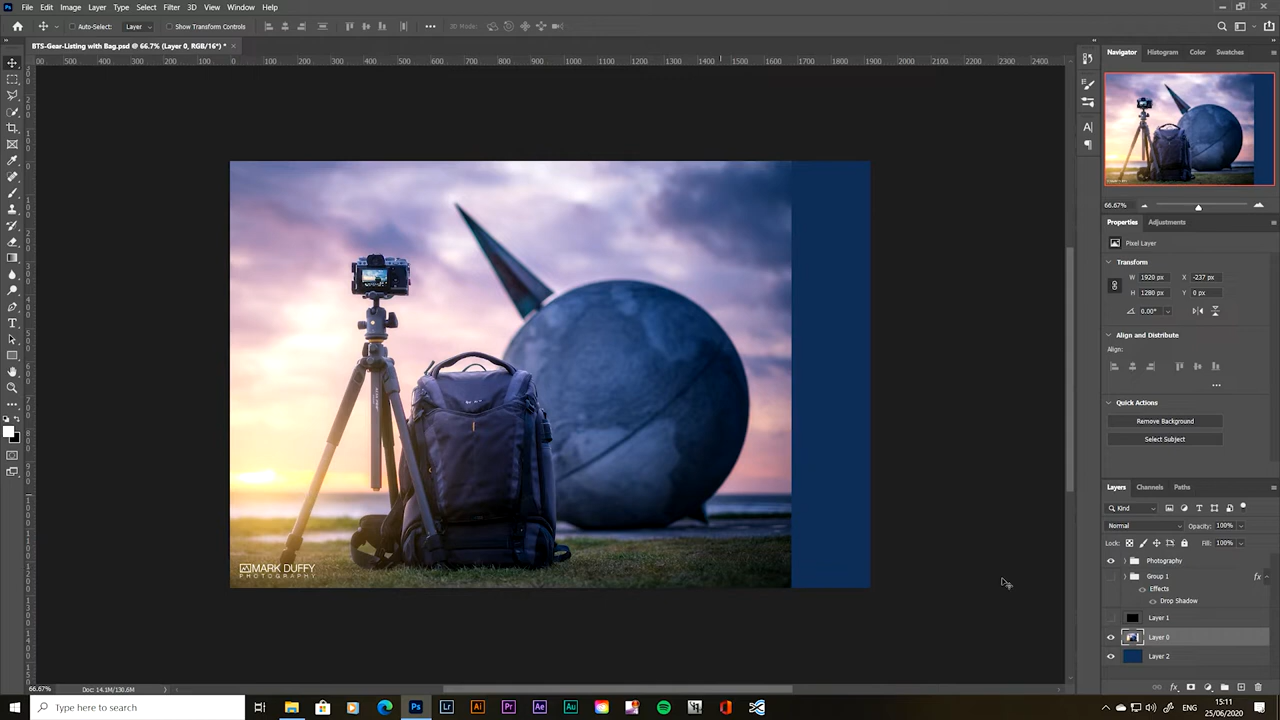 File Edit Image Layer Type Select Filter 3D View Window Help
Auto-Select: Layer Show Transform Controls 3D Mode:
BTS-Gear-Listing with Bag.psd @ 66.7% (Layer 0, RGB/16*) *
Navigator Histogram Color Swatches
66.67%
Properties Adjustments
Pixel Layer
Transform
W 1920 px X -237 px
H 1280 px Y 0 px
0.00°
Align and Distribute
Align:
Quick Actions
Remove Background
Select Subject
Layers Channels Paths
Kind
Normal Opacity: 100%
Lock: Fill: 100%
Photography
Group 1 fx
Effects
Drop Shadow
Layer 1
Layer 0
Layer 2
MARK DUFFY
PHOTOGRAPHY
66.67% Doc: 14.1M/130.6M
Type here to search
15:11
25/06/2020